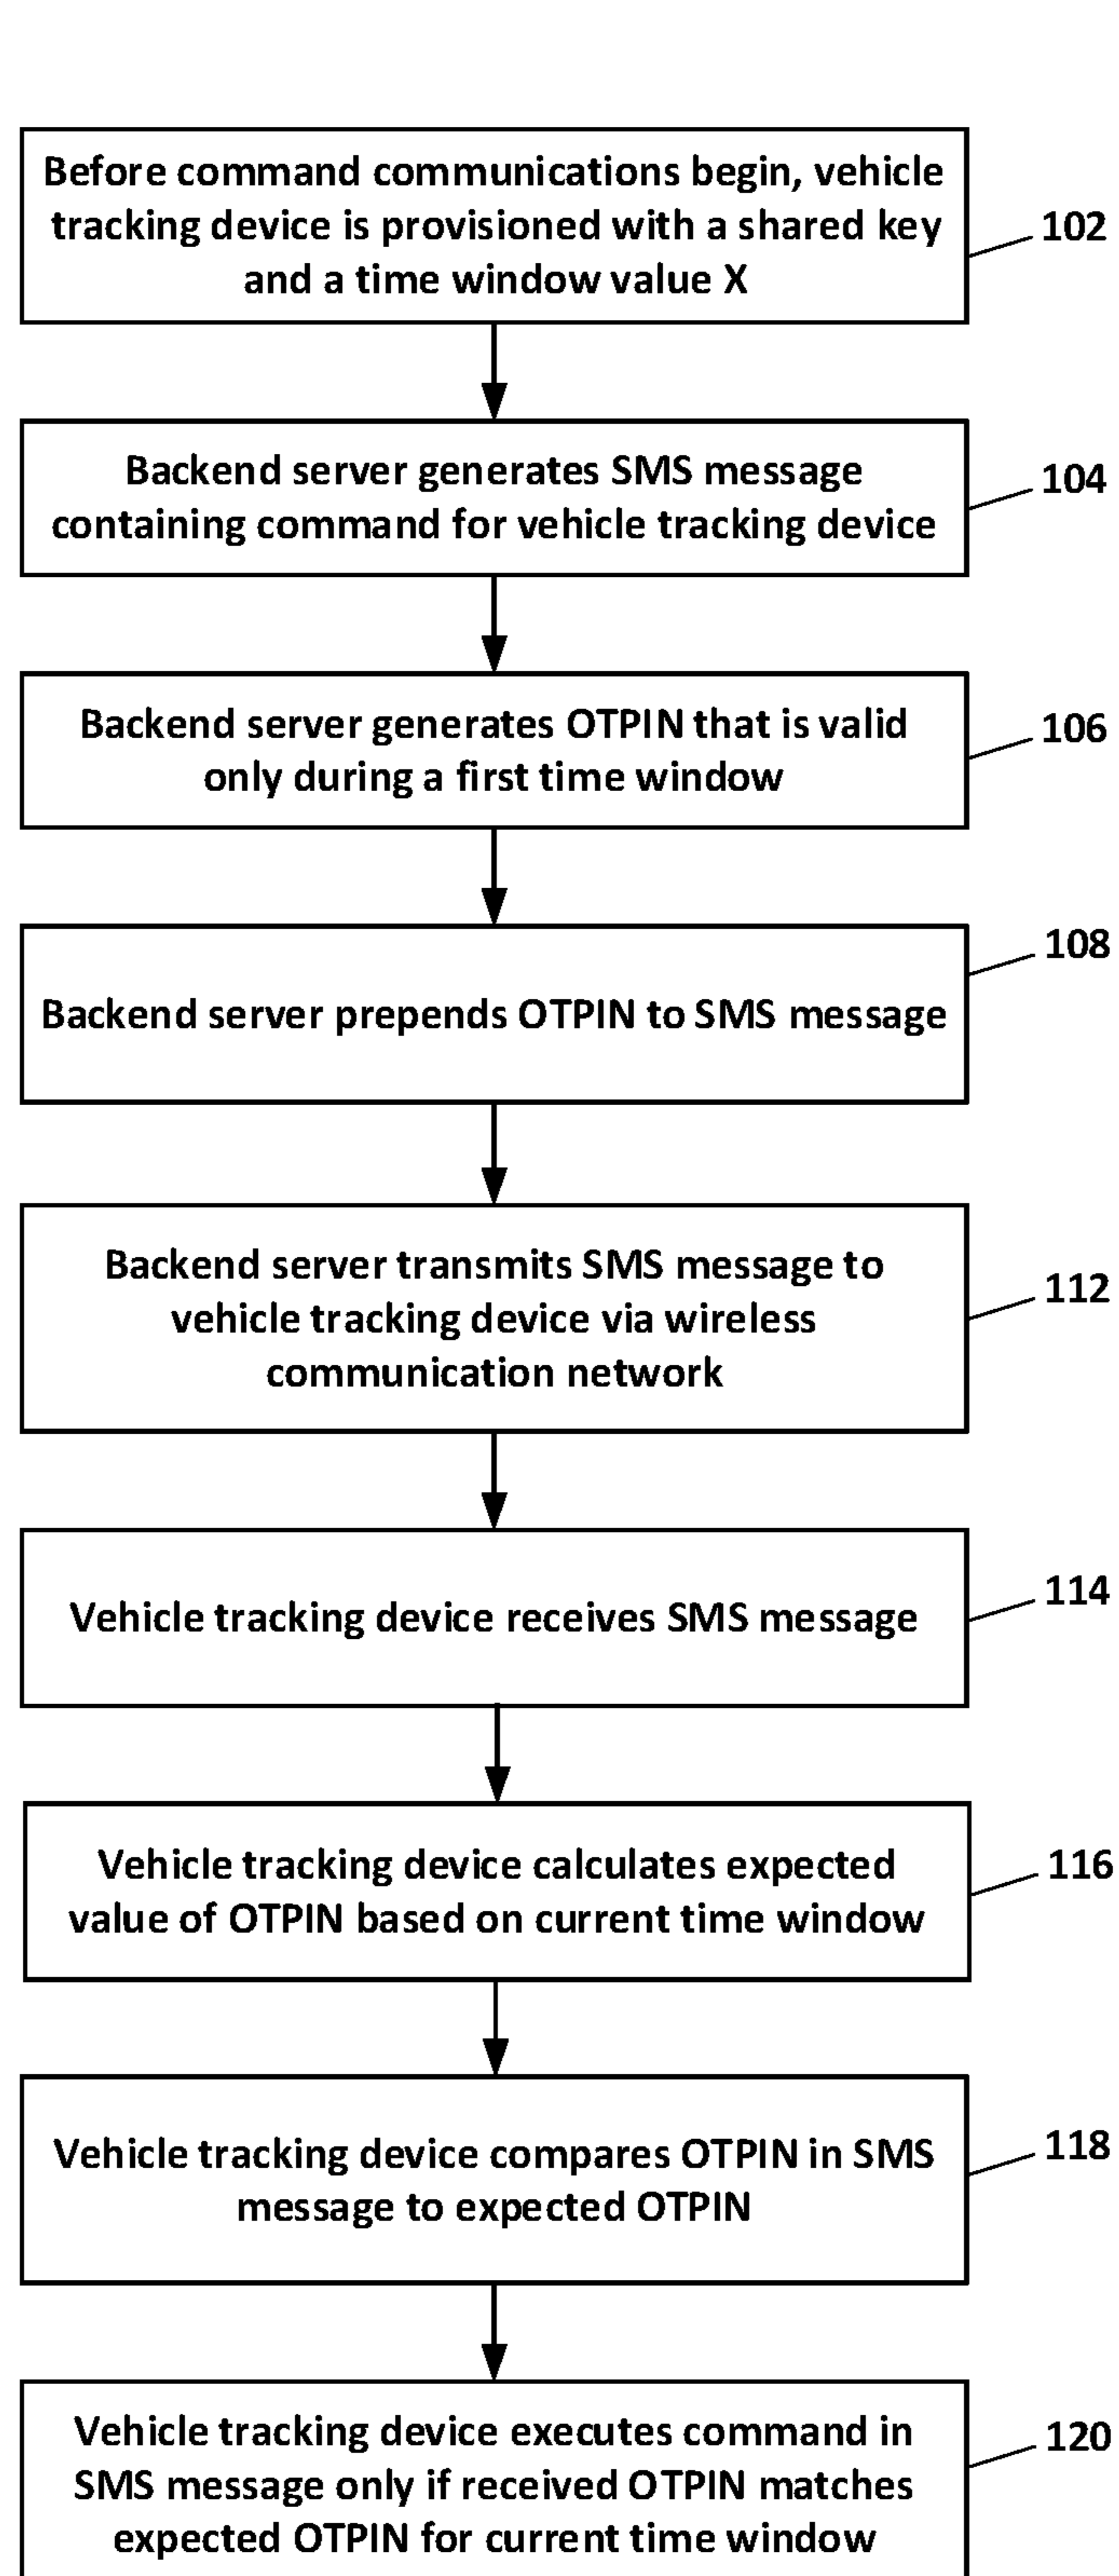 Before command communications begin, vehicle
tracking device is provisioned with a shared key
and a time window value X
102
Backend server generates SMS message
containing command for vehicle tracking device
104
Backend server generates OTPIN that is valid
only during a first time window
106
Backend server prepends OTPIN to SMS message
108
Backend server transmits SMS message to
vehicle tracking device via wireless
communication network
112
Vehicle tracking device receives SMS message
114
Vehicle tracking device calculates expected
value of OTPIN based on current time window
116
Vehicle tracking device compares OTPIN in SMS
message to expected OTPIN
118
Vehicle tracking device executes command in
SMS message only if received OTPIN matches
expected OTPIN for current time window
120